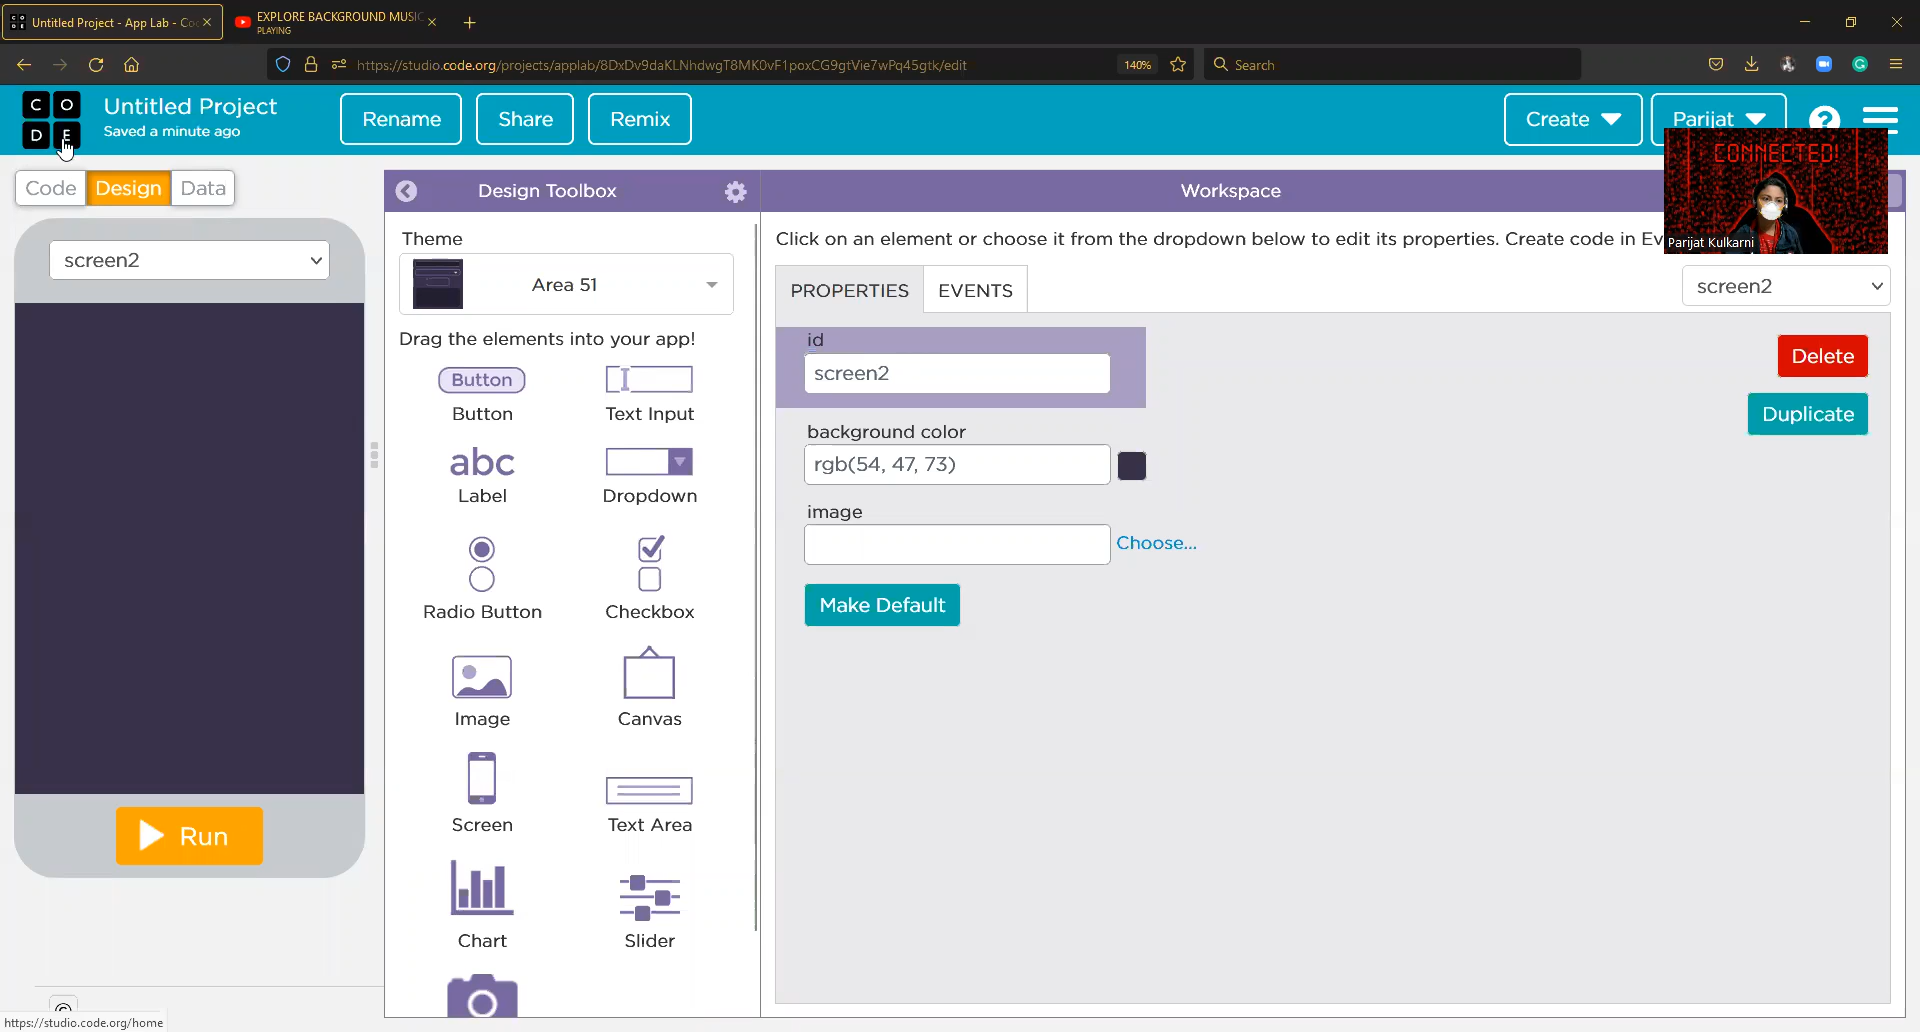 Untitled Project - App Lab - Co
EXPLORE BACKGROUND MUSIC
PLAYING
https://studio.code.org/projects/applab/8DxDv9daKLNhdwgT8MK0vF1poxCG9gtVie7wPq45gtk/edit
140%
Search
C O
D E
Untitled Project
Saved a minute ago
Rename
Share
Remix
Create
Parijat
?
CONNECTED!
Parijat Kulkarni
Code
Design
Data
Design Toolbox
Workspace
screen2
Theme
Area 51
Drag the elements into your app!
Button
Button
Text Input
abc
Label
Dropdown
Radio Button
Checkbox
Image
Canvas
Screen
Text Area
Chart
Slider
Run
Click on an element or choose it from the dropdown below to edit its properties. Create code in Ev
PROPERTIES
EVENTS
screen2
id
screen2
Delete
Duplicate
background color
rgb(54, 47, 73)
image
Choose...
Make Default
©
https://studio.code.org/home